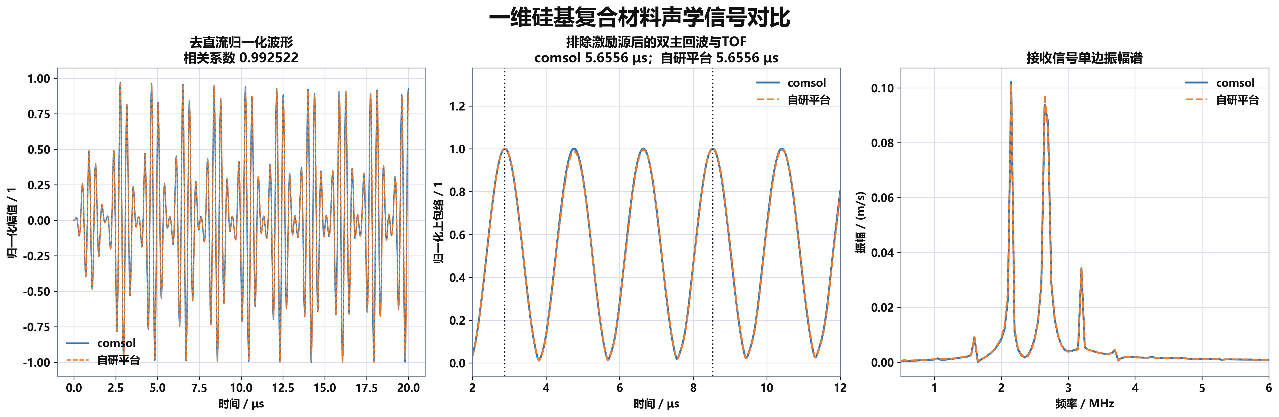 一维硅基复合材料声学信号对比
去直流归一化波形
相关系数 0.992522
归一化幅值 / 1
1.00
0.75
0.50
0.25
0.00
-0.25
-0.50
-0.75
-1.00
comsol
自研平台
0.0 2.5 5.0 7.5 10.0 12.5 15.0 17.5 20.0
时间 / μs
排除激励源后的双主回波与TOF
comsol 5.6556 μs; 自研平台 5.6556 μs
归一化上包络 / 1
1.2
1.0
0.8
0.6
0.4
0.2
0.0
comsol
自研平台
2 4 6 8 10 12
时间 / μs
接收信号单边振幅谱
振幅 / (m/s)
0.10
0.08
0.06
0.04
0.02
0.00
comsol
自研平台
1 2 3 4 5 6
频率 / MHz